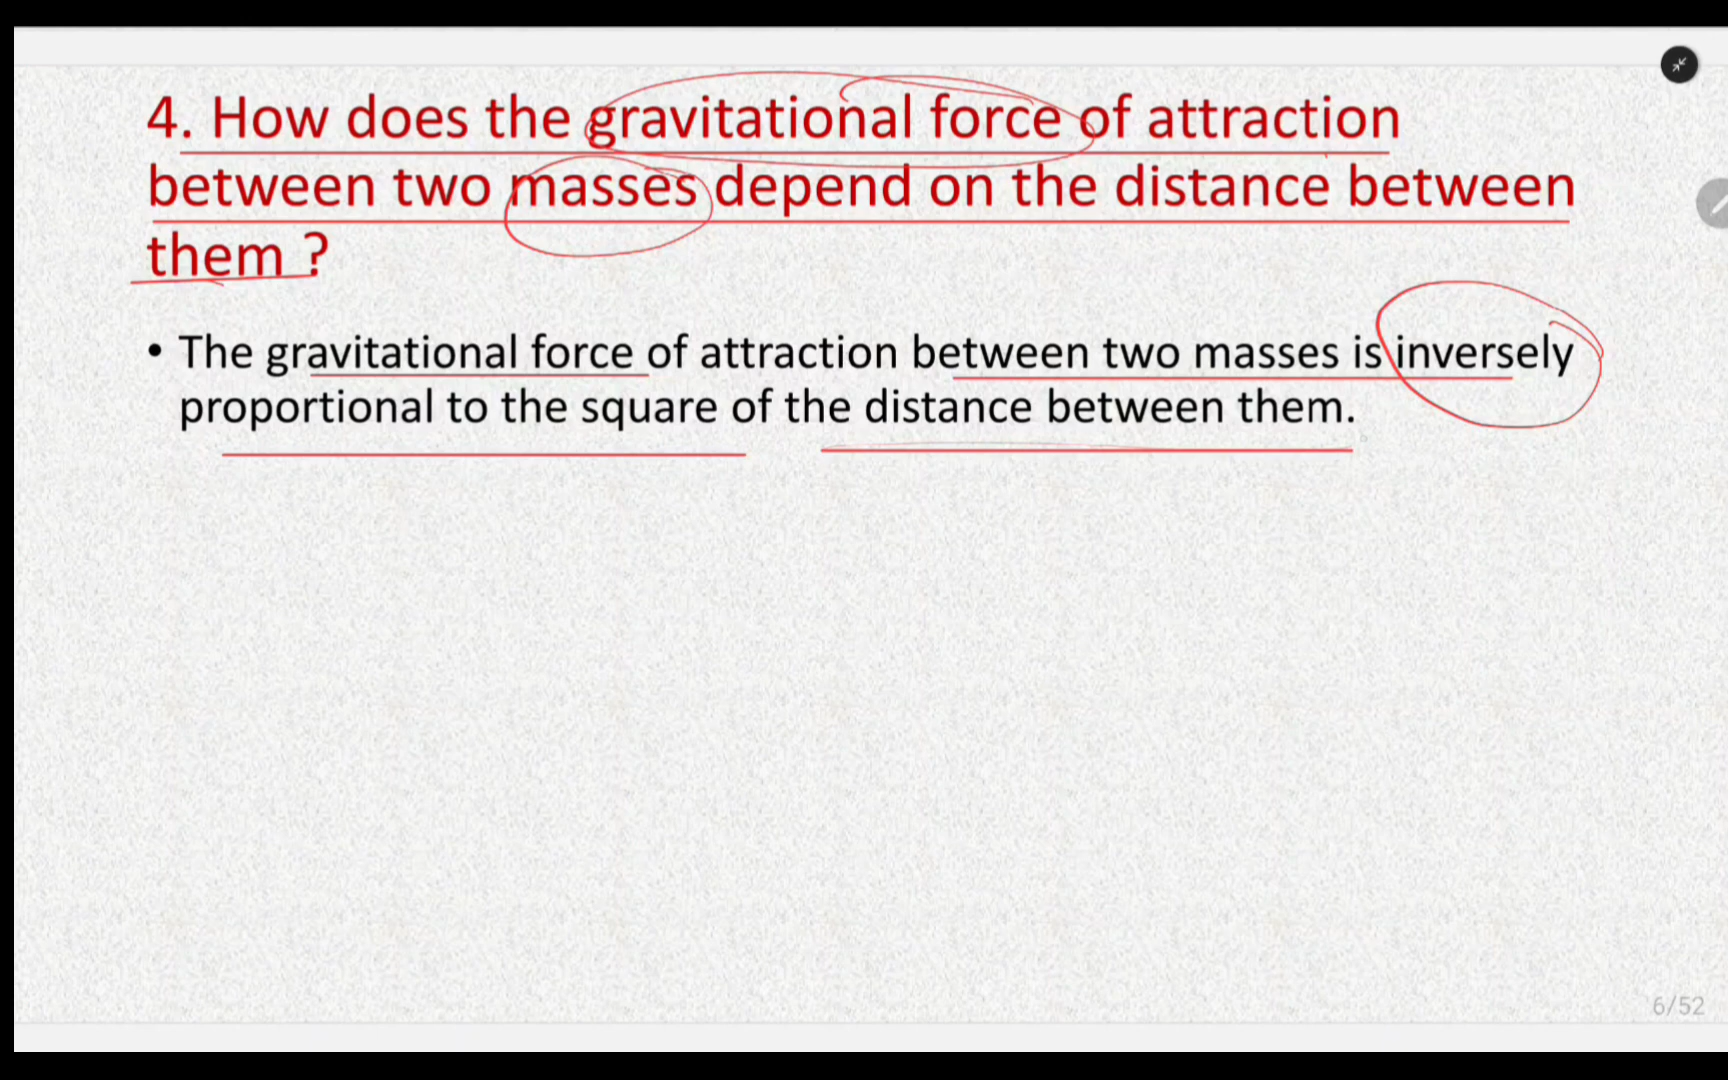 4. How does the gravitational force of attraction
between two masses depend on the distance between
them ?
• The gravitational force of attraction between two masses is inversely
proportional to the square of the distance between them.
6/52